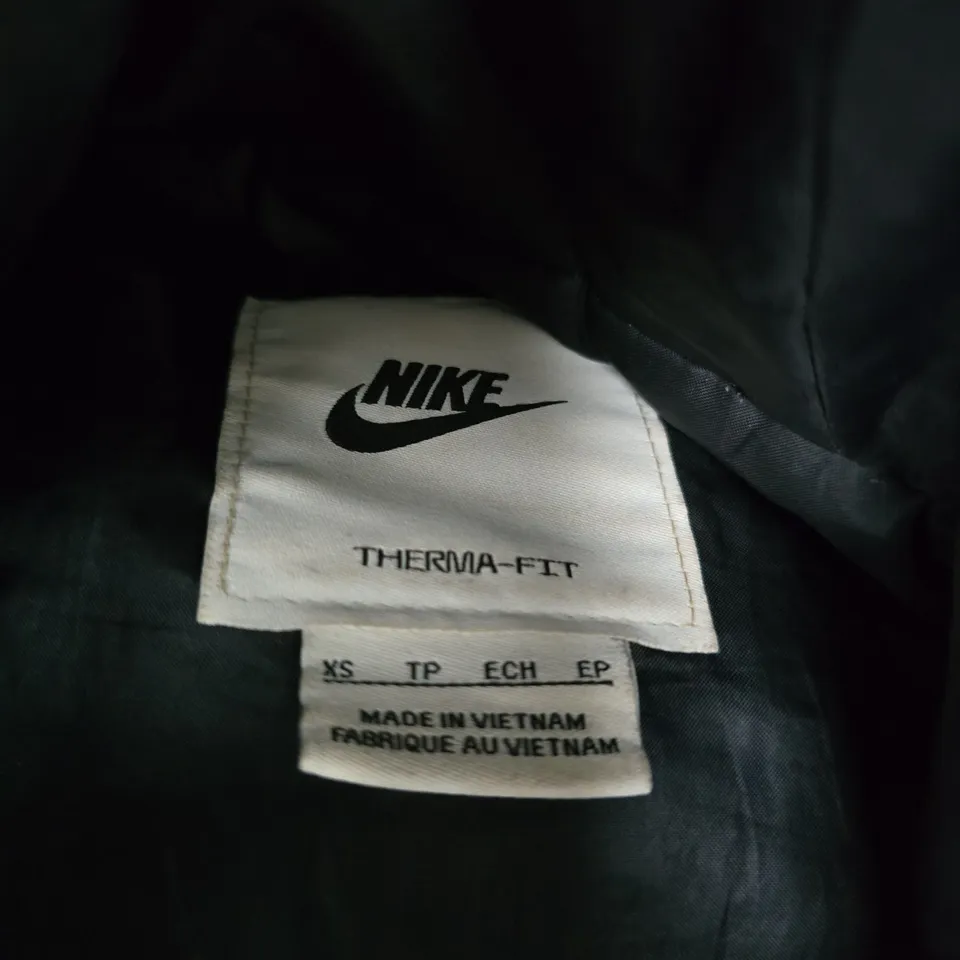 NIKE
THERMA-FIT
XS TP ECH EP
MADE IN VIETNAM
FABRIQUE AU VIETNAM